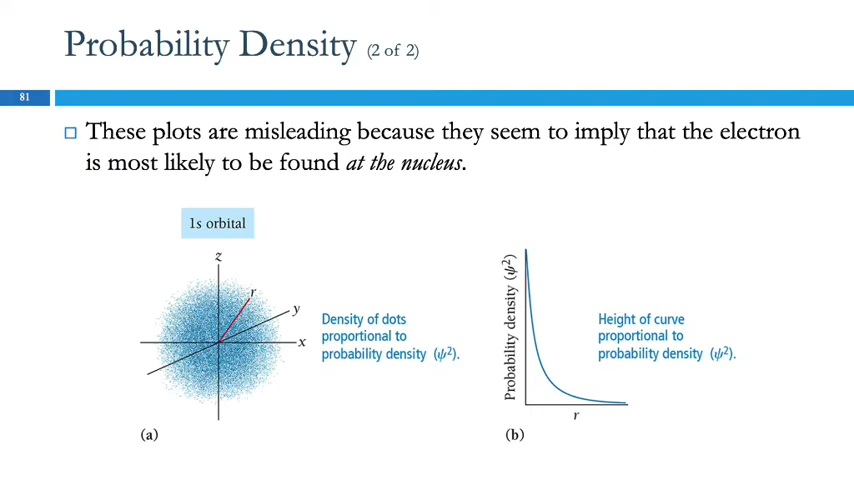 Probability Density (2 of 2)
81
These plots are misleading because they seem to imply that the electron
is most likely to be found at the nucleus.
1s orbital
z
r
y
x
Density of dots
proportional to
probability density (ψ²).
(a)
Probability density (ψ²)
r
Height of curve
proportional to
probability density (ψ²).
(b)